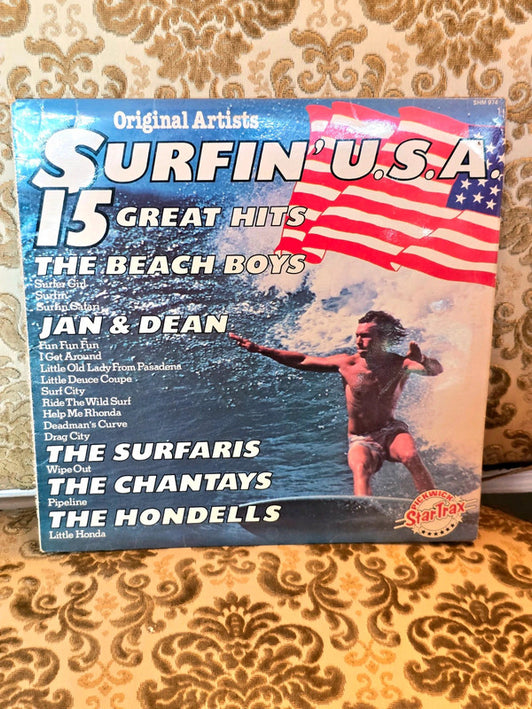 SHM 974
Original Artists
SURFIN' U.S.A.
15 GREAT HITS
THE BEACH BOYS
Surfer Girl
Surfin'
Surfin Safari
JAN & DEAN
Fun Fun Fun
I Get Around
Little Old Lady From Pasadena
Little Deuce Coupe
Surf City
Ride The Wild Surf
Help Me Rhonda
Deadman's Curve
Drag City
THE SURFARIS
Wipe Out
THE CHANTAYS
Pipeline
THE HONDELLS
Little Honda
PICKWICK
StarTrax